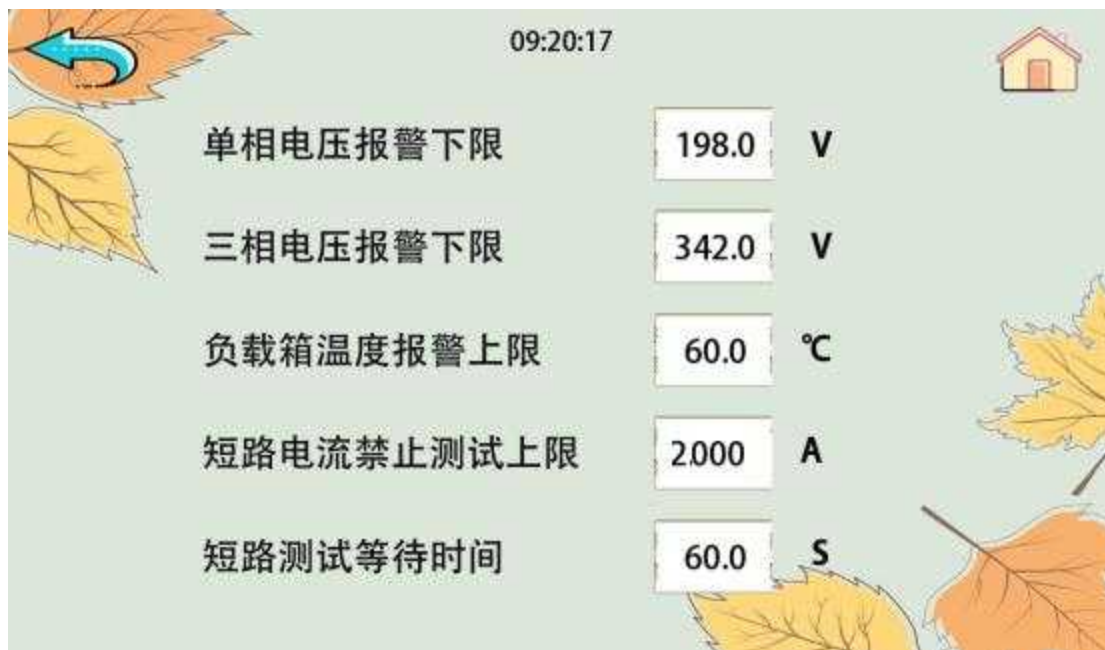 09:20:17
单相电压报警下限 198.0 V
三相电压报警下限 342.0 V
负载箱温度报警上限 60.0 ℃
短路电流禁止测试上限 2.000 A
短路测试等待时间 60.0 S